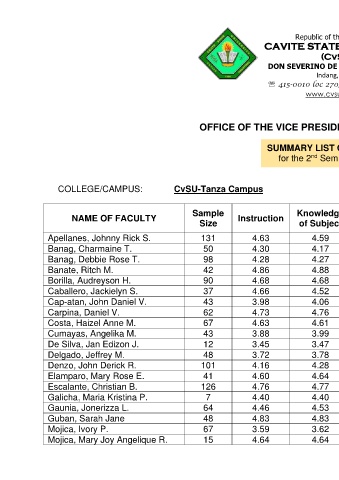 Republic of th
CAVITE STATE
(CvS
DON SEVERINO DE
Indang,
☏ 415-0010 loc 270
www.cvsu
OFFICE OF THE VICE PRESID
SUMMARY LIST
for the 2nd Sem
COLLEGE/CAMPUS: CvSU-Tanza Campus
NAME OF FACULTY Sample Size Instruction Knowledg of Subjec
Apellanes, Johnny Rick S. 131 4.63 4.59
Banag, Charmaine T. 50 4.30 4.17
Banag, Debbie Rose T. 98 4.28 4.27
Banate, Ritch M. 42 4.86 4.88
Borilla, Audreyson H. 90 4.68 4.68
Caballero, Jackielyn S. 37 4.66 4.52
Cap-atan, John Daniel V. 43 3.98 4.06
Carpina, Daniel V. 62 4.73 4.76
Costa, Haizel Anne M. 67 4.63 4.61
Cumayas, Angelika M. 43 3.88 3.99
De Silva, Jan Edizon J. 12 3.45 3.47
Delgado, Jeffrey M. 48 3.72 3.78
Denzo, John Derick R. 101 4.16 4.28
Elamparo, Mary Rose E. 41 4.60 4.64
Escalante, Christian B. 126 4.76 4.77
Galicha, Maria Kristina P. 7 4.40 4.40
Gaunia, Jonerizza L. 64 4.46 4.53
Guban, Sarah Jane 48 4.83 4.83
Mojica, Ivory P. 67 3.59 3.62
Mojica, Mary Joy Angelique R. 15 4.64 4.64